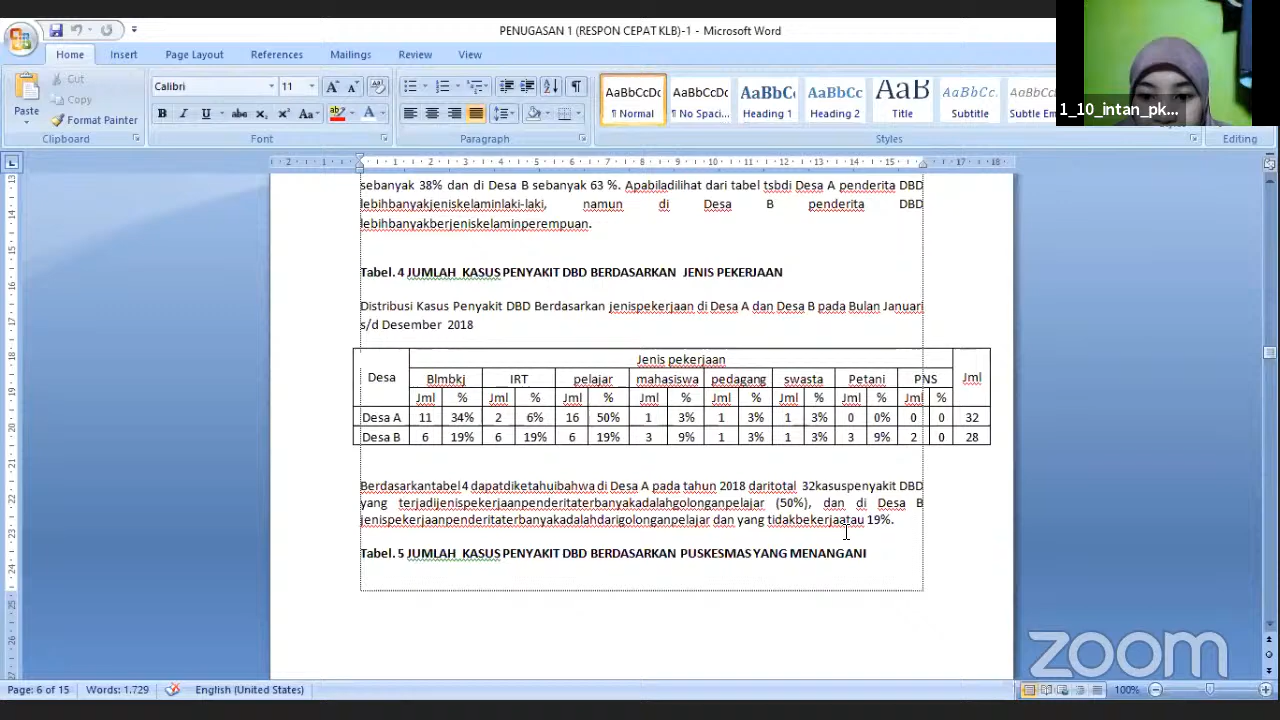 PENUGASAN 1 (RESPON CEPAT KLB)-1 - Microsoft Word
Home Insert Page Layout References Mailings Review View
1_10_intan_pk...
Paste
Cut
Copy
Format Painter
Clipboard
Calibri 11
Font
Paragraph
AaBbCcDc AaBbCcDc AaBbCc AaBbCc AaB AaBbCc. AaBbCcDc
¶ Normal ¶ No Spaci... Heading 1 Heading 2 Title Subtitle Subtle Em
Styles
Editing
sebanyak 38% dan di Desa B sebanyak 63 %. Apabiladilihat dari tabel tsbdi Desa A penderita DBD
lebihbanyakjeniskelaminlaki-laki, namun di Desa B penderita DBD
lebihbanyakberjeniskelaminperempuan.
Tabel. 4 JUMLAH KASUS PENYAKIT DBD BERDASARKAN JENIS PEKERJAAN
Distribusi Kasus Penyakit DBD Berdasarkan jenispekerjaan di Desa A dan Desa B pada Bulan Januari
s/d Desember 2018
Desa Jenis pekerjaan Jml
Blmbkj IRT pelajar mahasiswa pedagang swasta Petani PNS
Jml % Jml % Jml % Jml % Jml % Jml % Jml % Jml %
Desa A 11 34% 2 6% 16 50% 1 3% 1 3% 1 3% 0 0% 0 0 32
Desa B 6 19% 6 19% 6 19% 3 9% 1 3% 1 3% 3 9% 2 0 28
Berdasarkantabel 4 dapatdiketahuibahwa di Desa A pada tahun 2018 daritotal 32kasuspenyakit DBD
yang terjadijenispekerjaanpenderitaterbanyakadalahgolonganpelajar (50%), dan di Desa B
jenispekerjaanpenderitaterbanyakadalahdarigolonganpelajar dan yang tidakbekerjaatau 19%.
Tabel. 5 JUMLAH KASUS PENYAKIT DBD BERDASARKAN PUSKESMAS YANG MENANGANI
zoom
Page: 6 of 15 Words: 1.729 English (United States) 100%